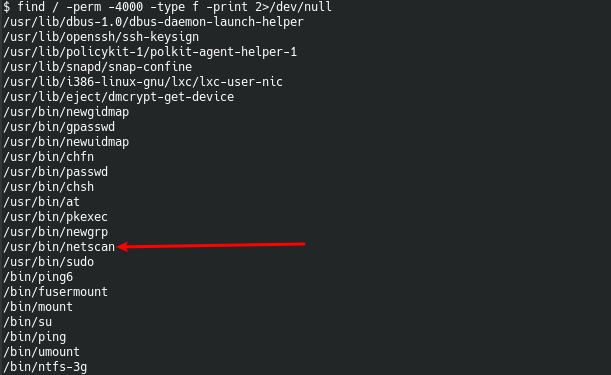 $ find / -perm -4000 -type f -print 2>/dev/null
/usr/lib/dbus-1.0/dbus-daemon-launch-helper
/usr/lib/openssh/ssh-keysign
/usr/lib/policykit-1/polkit-agent-helper-1
/usr/lib/snapd/snap-confine
/usr/lib/i386-linux-gnu/lxc/lxc-user-nic
/usr/lib/eject/dmcrypt-get-device
/usr/bin/newgidmap
/usr/bin/gpasswd
/usr/bin/newuidmap
/usr/bin/chfn
/usr/bin/passwd
/usr/bin/chsh
/usr/bin/at
/usr/bin/pkexec
/usr/bin/newgrp
/usr/bin/netscan
/usr/bin/sudo
/bin/ping6
/bin/fusermount
/bin/mount
/bin/su
/bin/ping
/bin/umount
/bin/ntfs-3g